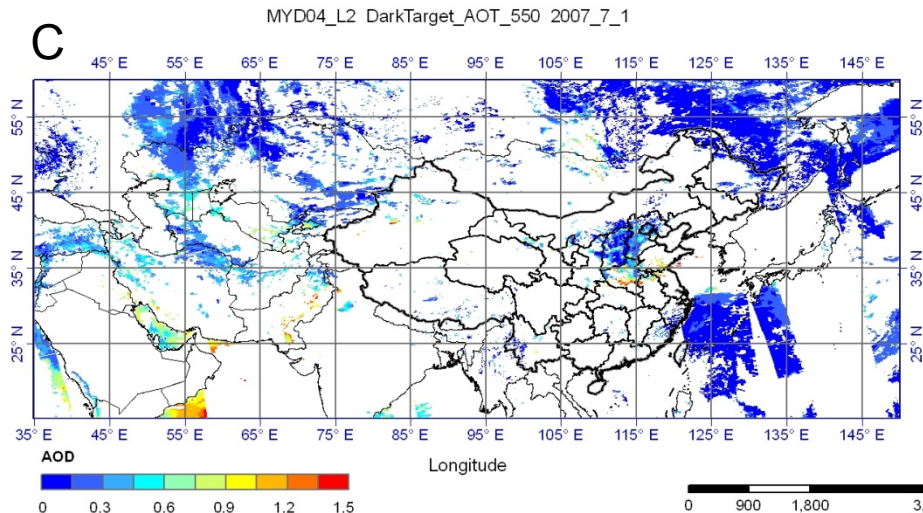 MYD04_L2 DarkTarget_AOT_550 2007_7_1
C
45° E 55° E 65° E 75° E 85° E 95° E 105° E 115° E 125° E 135° E 145° E
55° N 55° N
45° N 45° N
35° N 35° N
25° N 25° N
35° E 45° E 55° E 65° E 75° E 85° E 95° E 105° E 115° E 125° E 135° E 145° E
AOD
Longitude
0 0.3 0.6 0.9 1.2 1.5
0 900 1,800 3,